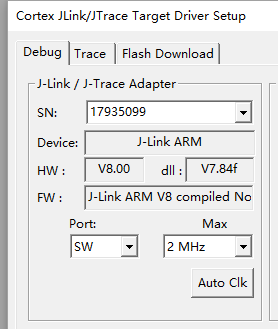 Cortex JLink/JTrace Target Driver Setup
Debug Trace Flash Download
J-Link / J-Trace Adapter
SN: 17935099
Device: J-Link ARM
HW : V8.00 dll : V7.84f
FW : J-Link ARM V8 compiled No
Port: Max
SW 2 MHz
Auto Clk